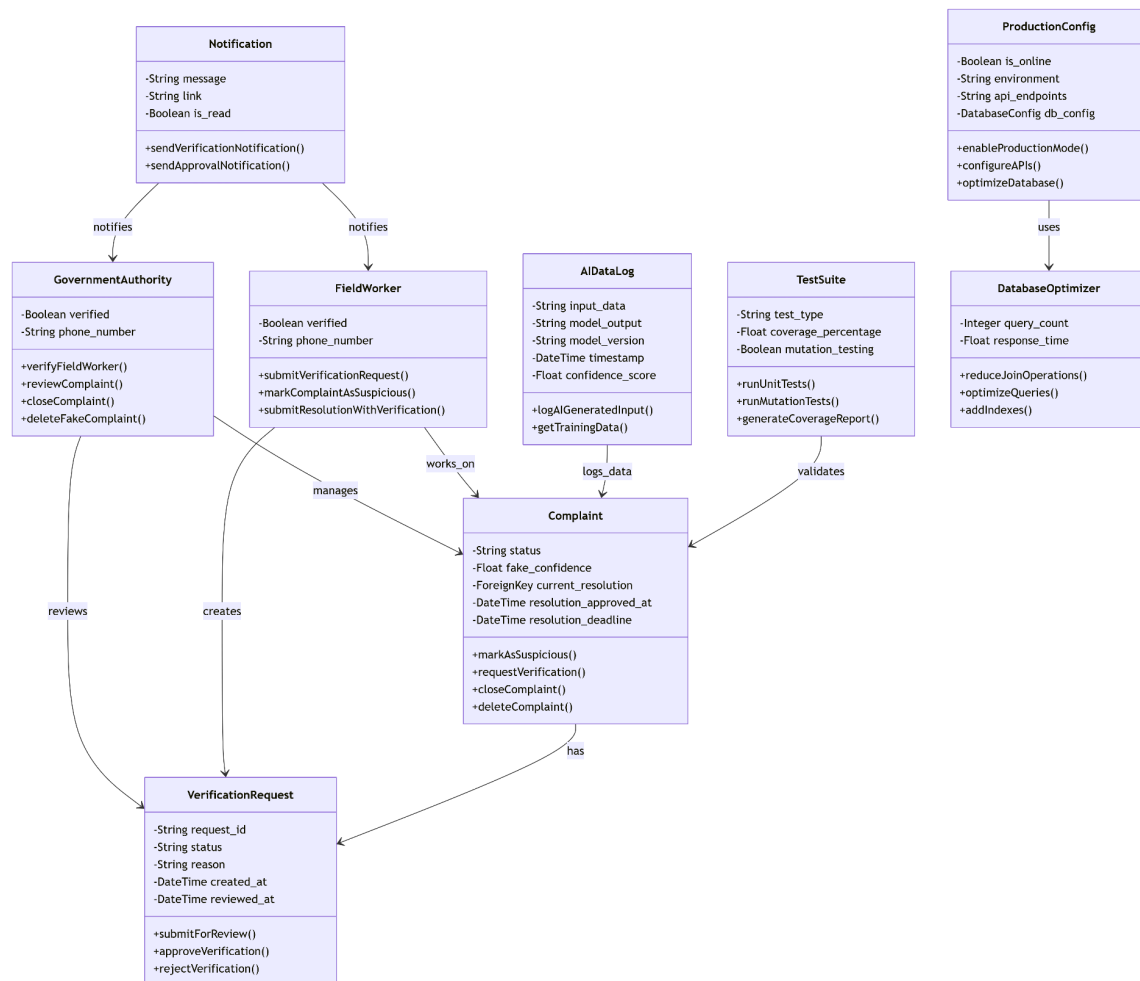 Notification
-String message
-String link
-Boolean is_read
+sendVerificationNotification()
+sendApprovalNotification()
ProductionConfig
-Boolean is_online
-String environment
-String api_endpoints
-DatabaseConfig db_config
+enableProductionMode()
+configureAPIs()
+optimizeDatabase()
notifies
notifies
uses
GovernmentAuthority
-Boolean verified
-String phone_number
+verifyFieldWorker()
+reviewComplaint()
+closeComplaint()
+deleteFakeComplaint()
FieldWorker
-Boolean verified
-String phone_number
+submitVerificationRequest()
+markComplaintAsSuspicious()
+submitResolutionWithVerification()
AIDataLog
-String input_data
-String model_output
-String model_version
-DateTime timestamp
-Float confidence_score
+logAIGeneratedInput()
+getTrainingData()
TestSuite
-String test_type
-Float coverage_percentage
-Boolean mutation_testing
+runUnitTests()
+runMutationTests()
+generateCoverageReport()
DatabaseOptimizer
-Integer query_count
-Float response_time
+reduceJoinOperations()
+optimizeQueries()
+addIndexes()
manages
works_on
logs_data
validates
Complaint
-String status
-Float fake_confidence
-ForeignKey current_resolution
-DateTime resolution_approved_at
-DateTime resolution_deadline
+markAsSuspicious()
+requestVerification()
+closeComplaint()
+deleteComplaint()
reviews
creates
has
VerificationRequest
-String request_id
-String status
-String reason
-DateTime created_at
-DateTime reviewed_at
+submitForReview()
+approveVerification()
+rejectVerification()